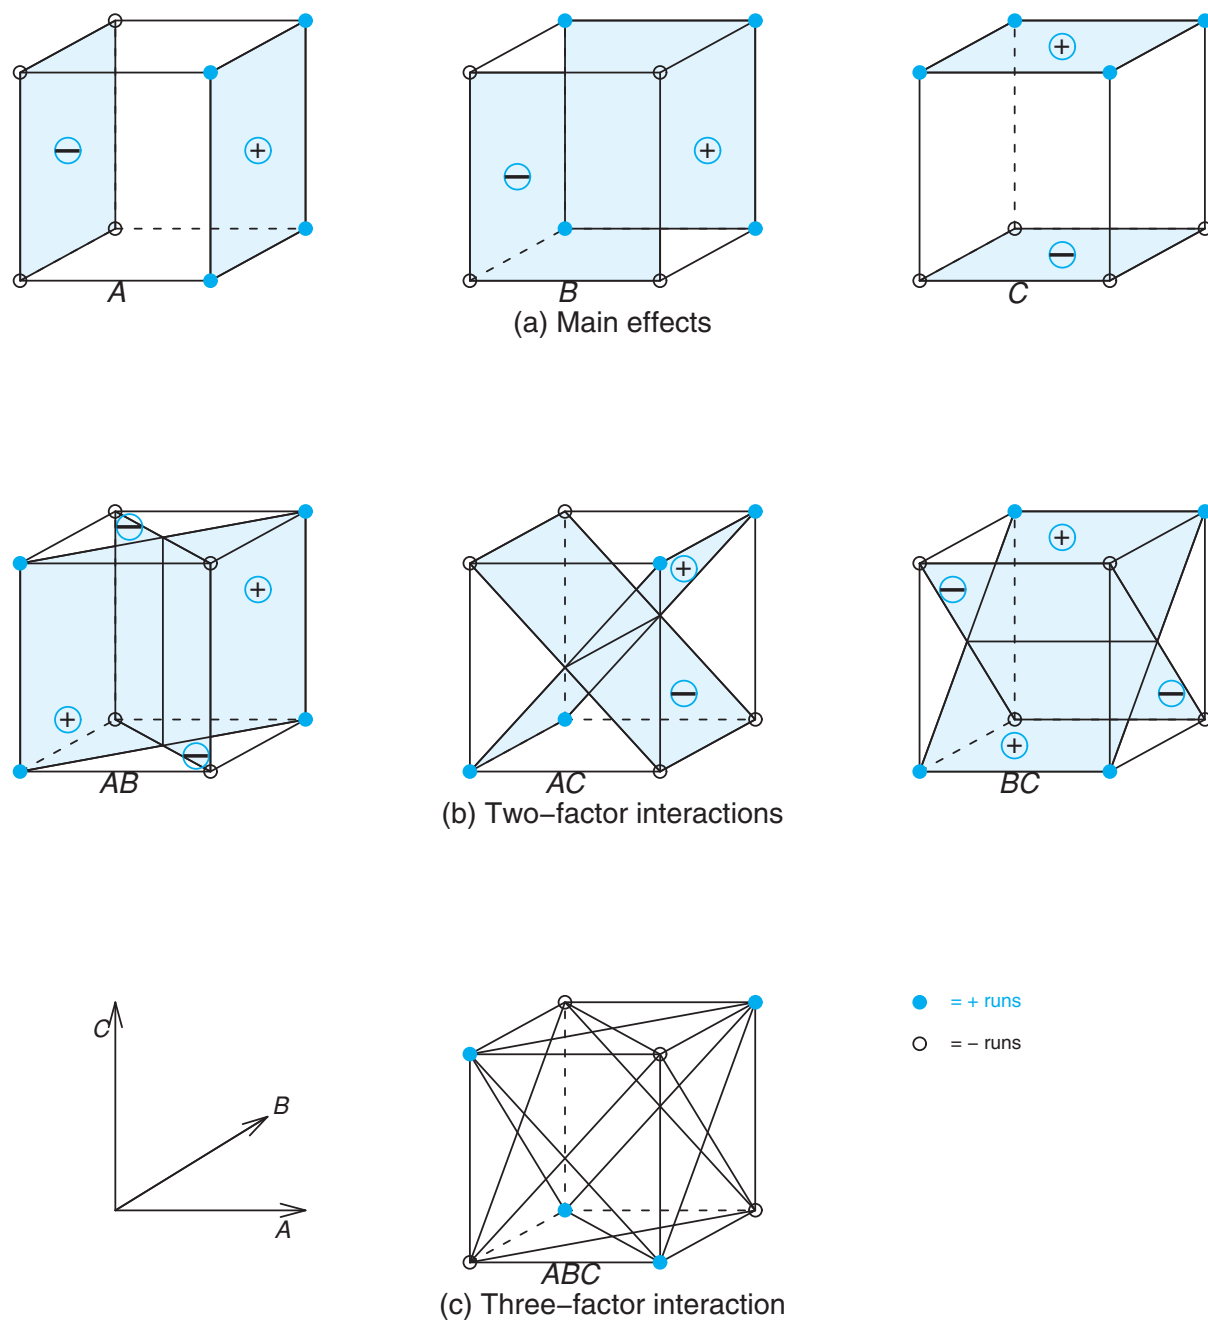 − + − + + −
A B C
(a) Main effects
− + + − + − + − − +
AB AC BC
(b) Two−factor interactions
C B A
= + runs
= − runs
ABC
(c) Three−factor interaction